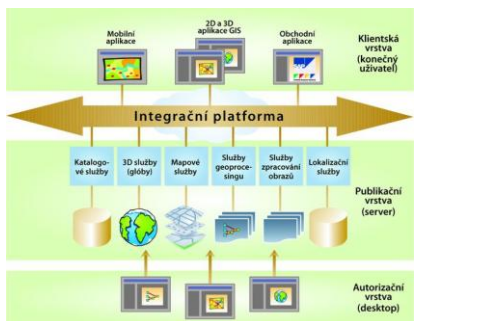 Mobilní
aplikace
2D a 3D
aplikace GIS
Obchodní
aplikace
Klientská
vrstva
(konečný
uživatel)
SAP
Integrační platforma
Katalogo-
vé služby
3D služby
(glóby)
Mapové
služby
Služby
geoproce-
singu
Služby
zpracování
obrazů
Lokalizační
služby
Publikační
vrstva
(server)
Autorizační
vrstva
(desktop)